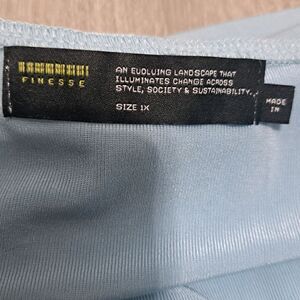 FINESSE
AN EVOLVING LANDSCAPE THAT
ILLUMINATES CHANGE ACROSS
STYLE, SOCIETY & SUSTAINABILITY.
SIZE 1X
MADE
IN